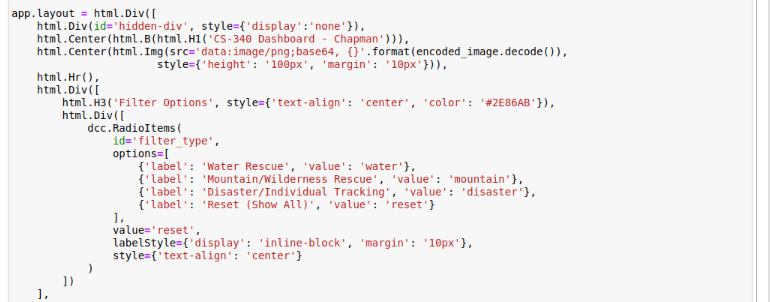 app.layout = html.Div([
    html.Div(id='hidden-div', style={'display':'none'}),
    html.Center(html.B(html.H1('CS-340 Dashboard - Chapman'))),
    html.Center(html.Img(src='data:image/png;base64, {}'.format(encoded_image.decode()),
                       style={'height': '100px', 'margin': '10px'})),
    html.Hr(),
    html.Div([
        html.H3('Filter Options', style={'text-align': 'center', 'color': '#2E86AB'}),
        html.Div([
            dcc.RadioItems(
                id='filter_type',
                options=[
                    {'label': 'Water Rescue', 'value': 'water'},
                    {'label': 'Mountain/Wilderness Rescue', 'value': 'mountain'},
                    {'label': 'Disaster/Individual Tracking', 'value': 'disaster'},
                    {'label': 'Reset (Show All)', 'value': 'reset'}
                ],
                value='reset',
                labelStyle={'display': 'inline-block', 'margin': '10px'},
                style={'text-align': 'center'}
            )
        ])
    ],